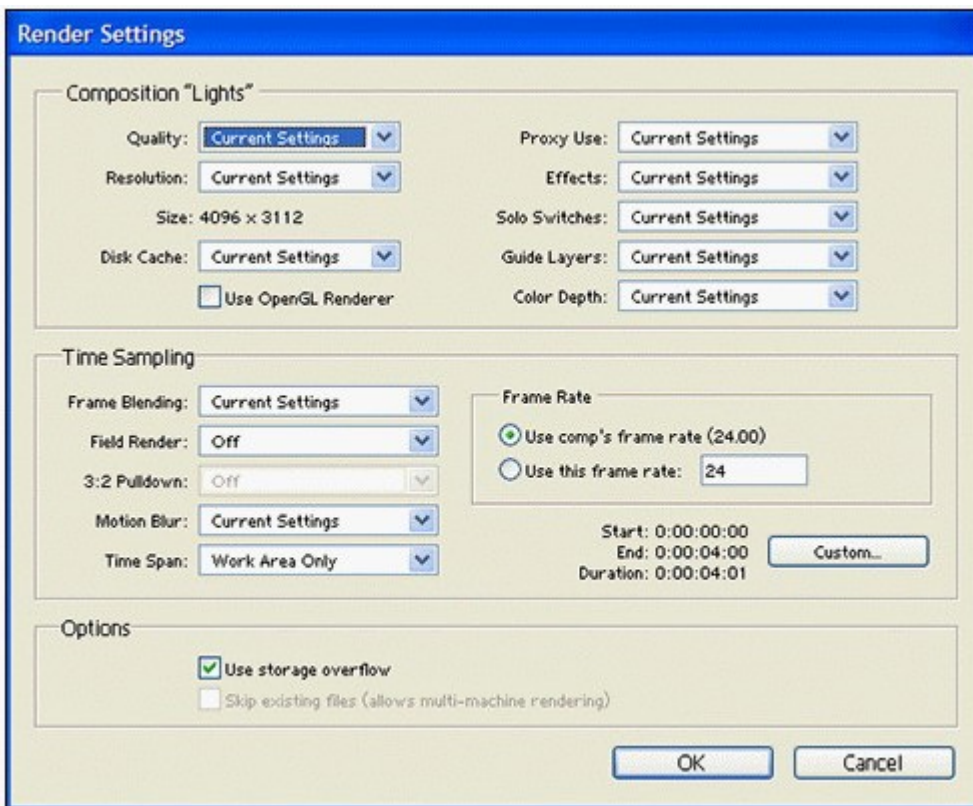 Render Settings
Composition "Lights"
Quality: Current Settings
Resolution: Current Settings
Size: 4096 x 3112
Disk Cache: Current Settings
Use OpenGL Renderer
Proxy Use: Current Settings
Effects: Current Settings
Solo Switches: Current Settings
Guide Layers: Current Settings
Color Depth: Current Settings
Time Sampling
Frame Blending: Current Settings
Field Render: Off
3:2 Pulldown: Off
Motion Blur: Current Settings
Time Span: Work Area Only
Frame Rate
Use comp's frame rate (24.00)
Use this frame rate: 24
Start: 0:00:00:00
End: 0:00:04:00
Duration: 0:00:04:01
Custom...
Options
Use storage overflow
Skip existing files (allows multi-machine rendering)
OK
Cancel